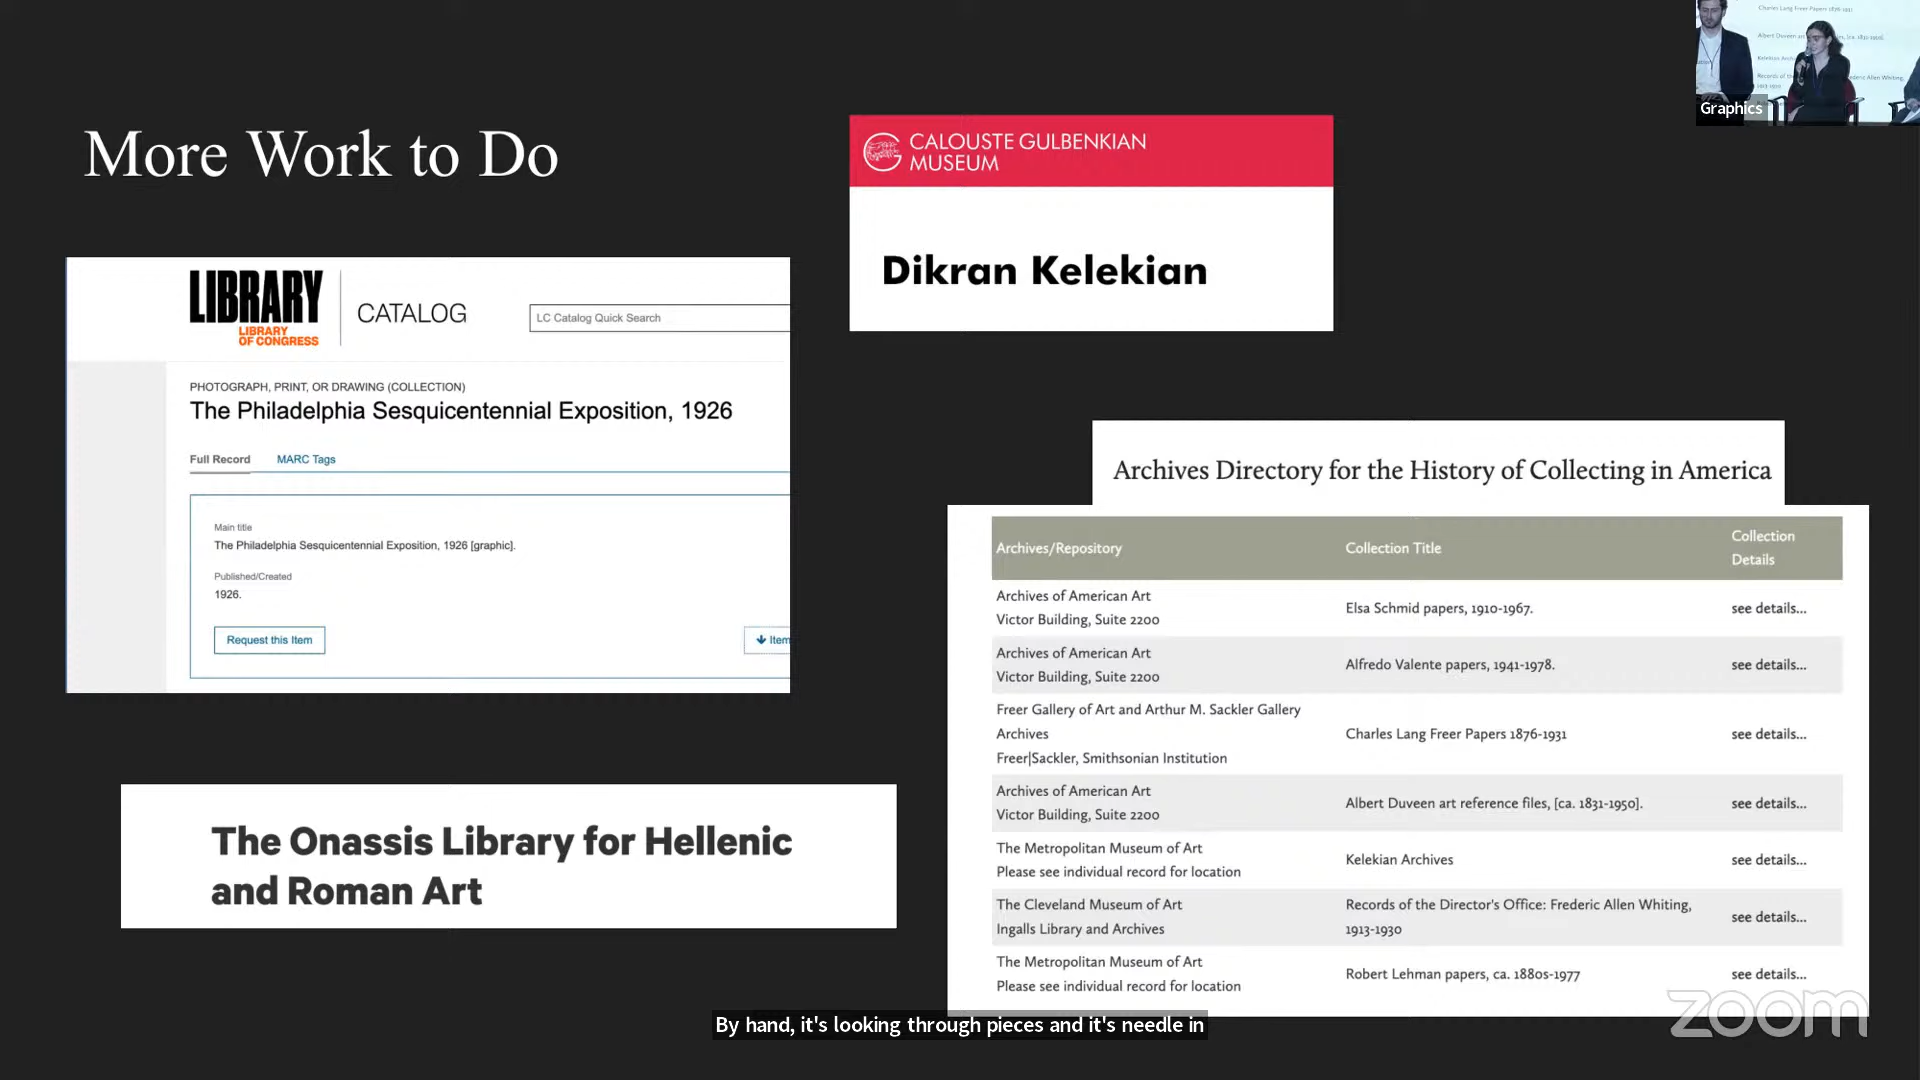 More Work to Do
CALOUSTE GULBENKIAN
MUSEUM
Dikran Kelekian
LIBRARY
LIBRARY
OF CONGRESS
CATALOG
LC Catalog Quick Search
PHOTOGRAPH, PRINT, OR DRAWING (COLLECTION)
The Philadelphia Sesquicentennial Exposition, 1926
Full Record
MARC Tags
Main title
The Philadelphia Sesquicentennial Exposition, 1926 [graphic].
Published/Created
1926.
Request this Item
Item
The Onassis Library for Hellenic
and Roman Art
Archives Directory for the History of Collecting in America
Archives/Repository
Collection Title
Collection
Details
Archives of American Art
Victor Building, Suite 2200
Elsa Schmid papers, 1910-1967.
see details...
Archives of American Art
Victor Building, Suite 2200
Alfredo Valente papers, 1941-1978.
see details...
Freer Gallery of Art and Arthur M. Sackler Gallery
Archives
Freer|Sackler, Smithsonian Institution
Charles Lang Freer Papers 1876-1931
see details...
Archives of American Art
Victor Building, Suite 2200
Albert Duveen art reference files, [ca. 1831-1950].
see details...
The Metropolitan Museum of Art
Please see individual record for location
Kelekian Archives
see details...
The Cleveland Museum of Art
Ingalls Library and Archives
Records of the Director's Office: Frederic Allen Whiting,
1913-1930
see details...
The Metropolitan Museum of Art
Please see individual record for location
Robert Lehman papers, ca. 1880s-1977
see details...
Charles Lang Freer Papers 1876-1931
Graphics
By hand, it's looking through pieces and it's needle in
zoom